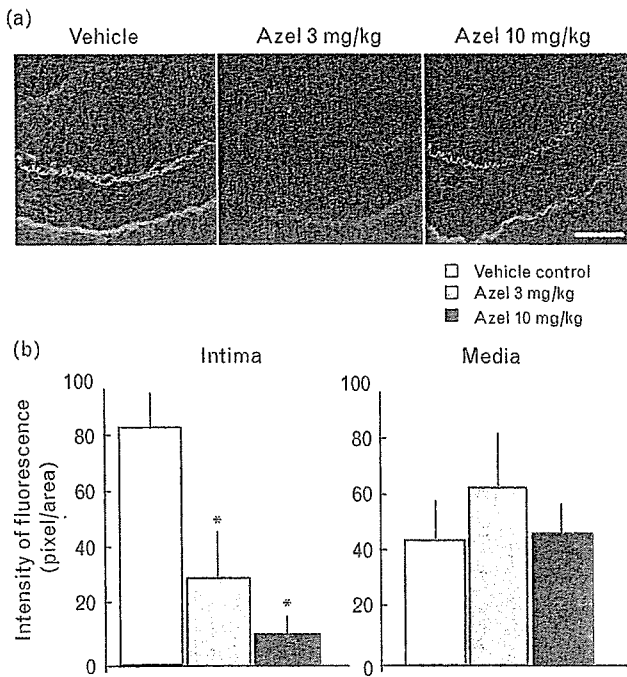 (a)
Vehicle Azel 3 mg/kg Azel 10 mg/kg
Vehicle control
Azel 3 mg/kg
Azel 10 mg/kg
(b)
Intima Media
Intensity of fluorescence
(pixel/area)
100 100
80 80
60 60
40 40
20 20
0 0
*
*